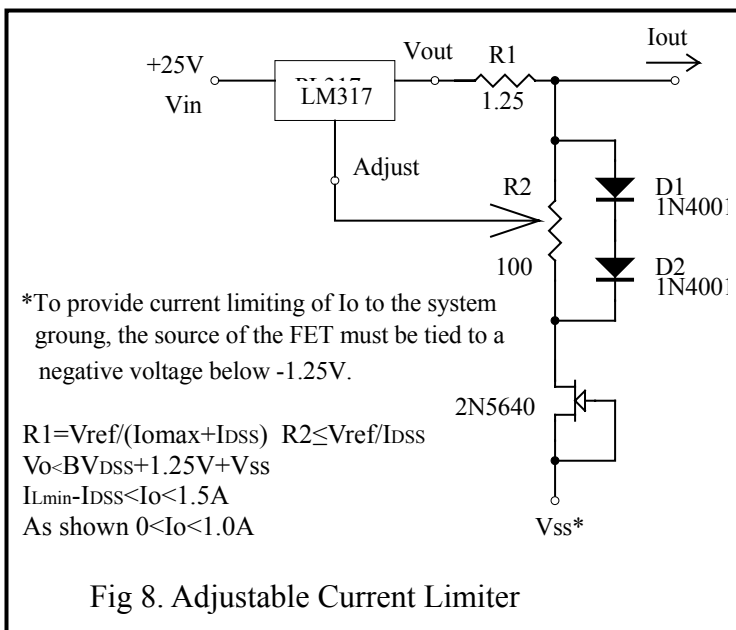 +25V
Vin
LM317
Vout
R1
1.25
Iout
Adjust
R2
100
D1
1N4001
D2
1N4001
*To provide current limiting of Io to the system
groung, the source of the FET must be tied to a
negative voltage below -1.25V.
2N5640
R1=Vref/(Iomax+IDSS) R2≤Vref/IDSS
Vo<BVDSS+1.25V+Vss
ILmin-IDSS<Io<1.5A
As shown 0<Io<1.0A
Vss*
Fig 8. Adjustable Current Limiter